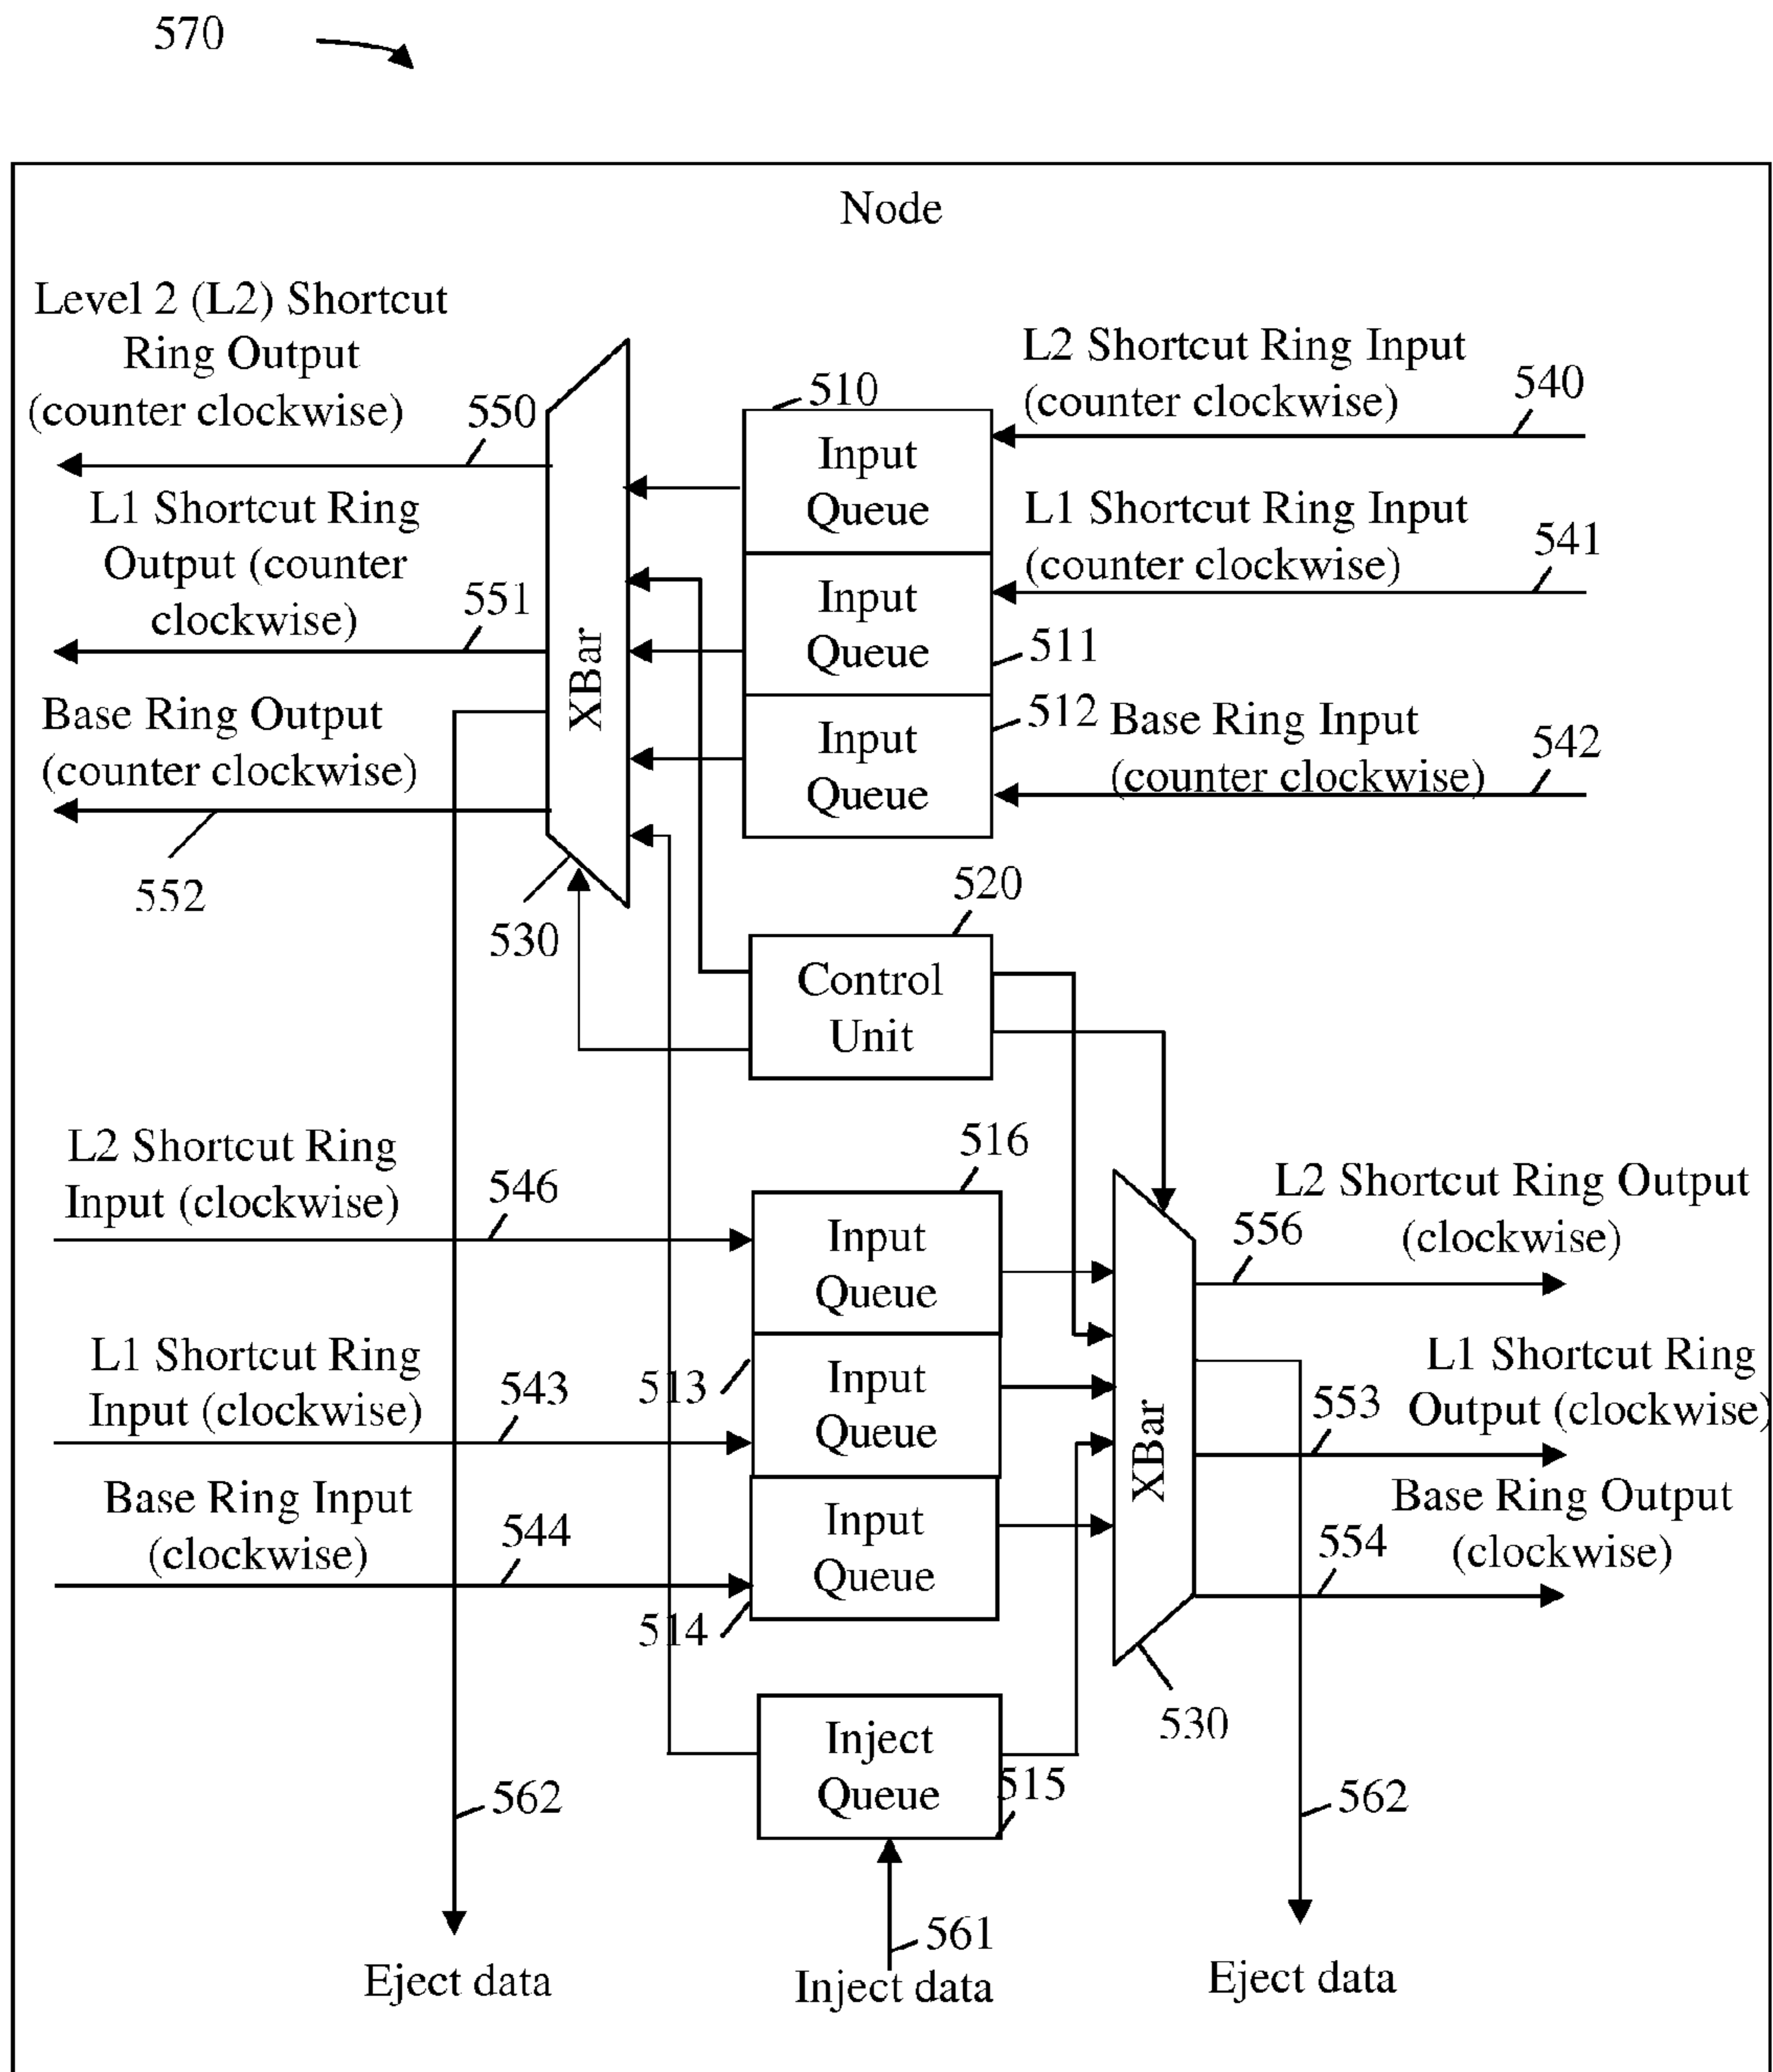 570
Node
Level 2 (L2) Shortcut
Ring Output
(counter clockwise)
550
L1 Shortcut Ring
Output (counter
clockwise)
551
Base Ring Output
(counter clockwise)
552
XBar
530
510
Input
Queue
Input
Queue
511
512
Input
Queue
L2 Shortcut Ring Input
(counter clockwise)
540
L1 Shortcut Ring Input
(counter clockwise)
541
Base Ring Input
(counter clockwise)
542
520
Control
Unit
L2 Shortcut Ring
Input (clockwise)
546
L1 Shortcut Ring
Input (clockwise)
543
Base Ring Input
(clockwise)
544
516
Input
Queue
513
Input
Queue
Input
Queue
514
XBar
530
L2 Shortcut Ring Output
(clockwise)
556
L1 Shortcut Ring
Output (clockwise)
553
Base Ring Output
(clockwise)
554
Inject
Queue
515
562
562
561
Eject data
Inject data
Eject data